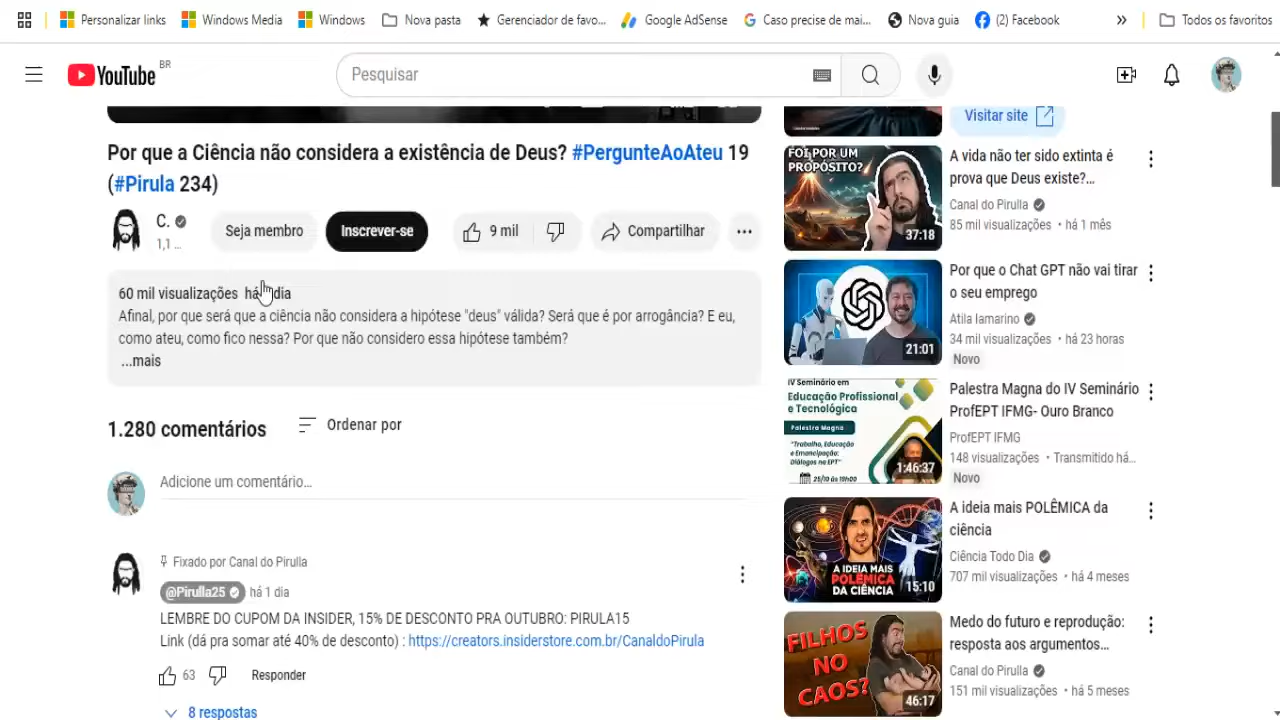 Personalizar links
Windows Media
Windows
Nova pasta
Gerenciador de favo...
Google AdSense
Caso precise de mai...
Nova guia
(2) Facebook
Todos os favoritos
YouTube BR
Pesquisar
Por que a Ciência não considera a existência de Deus? #PergunteAoAteu 19
(#Pirula 234)
C.
1,1 ...
Seja membro
Inscrever-se
9 mil
Compartilhar
60 mil visualizações há dia
Afinal, por que será que a ciência não considera a hipótese "deus" válida? Será que é por arrogância? E eu,
como ateu, como fico nessa? Por que não considero essa hipótese também?
...mais
1.280 comentários
Ordenar por
Adicione um comentário...
Fixado por Canal do Pirulla
@Pirulla25 há 1 dia
LEMBRE DO CUPOM DA INSIDER, 15% DE DESCONTO PRA OUTUBRO: PIRULA15
Link (dá pra somar até 40% de desconto) : https://creators.insiderstore.com.br/CanaldoPirula
63
Responder
8 respostas
Visitar site
FOI POR UM
PROPÓSITO?
37:18
A vida não ter sido extinta é
prova que Deus existe?...
Canal do Pirulla
85 mil visualizações • há 1 mês
21:01
Por que o Chat GPT não vai tirar
o seu emprego
Atila Iamarino
34 mil visualizações • há 23 horas
Novo
IV Seminário em
Educação Profissional
e Tecnológica
Palestra Magna
"Trabalho, Educação
e Emancipação:
Diálogos na EPT"
25/10 às 19h00
1:46:37
Palestra Magna do IV Seminário
ProfEPT IFMG- Ouro Branco
ProfEPT IFMG
148 visualizações • Transmitido há...
Novo
A IDEIA MAIS
POLÊMICA
DA CIÊNCIA
15:10
A ideia mais POLÊMICA da
ciência
Ciência Todo Dia
707 mil visualizações • há 4 meses
FILHOS
NO
CAOS?
46:17
Medo do futuro e reprodução:
resposta aos argumentos...
Canal do Pirulla
151 mil visualizações • há 5 meses